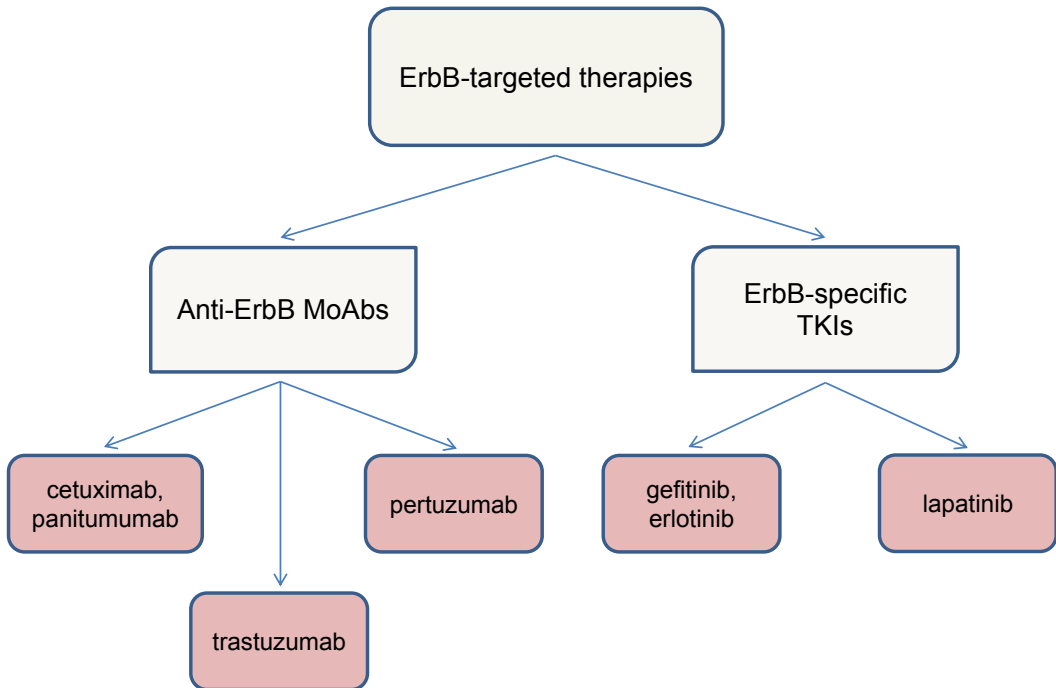 ErbB-targeted therapies
Anti-ErbB MoAbs
ErbB-specific
TKIs
cetuximab,
panitumumab
pertuzumab
gefitinib,
erlotinib
lapatinib
trastuzumab